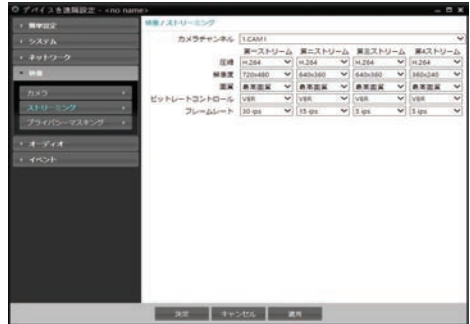 デバイスを遠隔設定 - <no name>
簡単設定
システム
ネットワーク
映像
カメラ
ストリーミング
プライバシーマスキング
オーディオ
イベント
映像 / ストリーミング
カメラチャンネル 1.CAM1
第一ストリーム 第二ストリーム 第三ストリーム 第4ストリーム
圧縮 H.264 H.264 H.264 H.264
解像度 720x480 640x360 640x360 360x240
画質 最高画質 最高画質 最高画質 最高画質
ビットレートコントロール VBR VBR VBR VBR
フレームレート 30 ips 15 ips 5 ips 5 ips
決定 キャンセル 適用